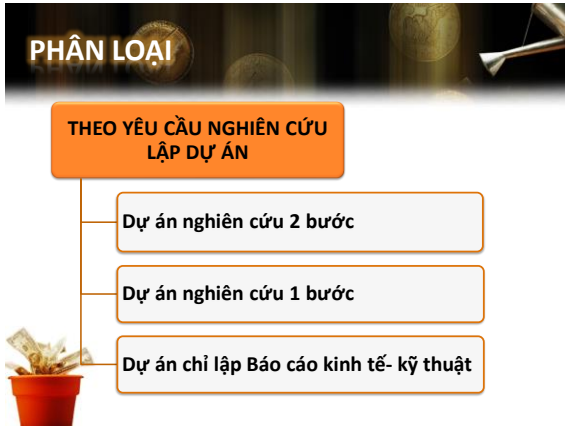 PHÂN LOẠI
THEO YÊU CẦU NGHIÊN CỨU
LẬP DỰ ÁN
Dự án nghiên cứu 2 bước
Dự án nghiên cứu 1 bước
Dự án chỉ lập Báo cáo kinh tế- kỹ thuật